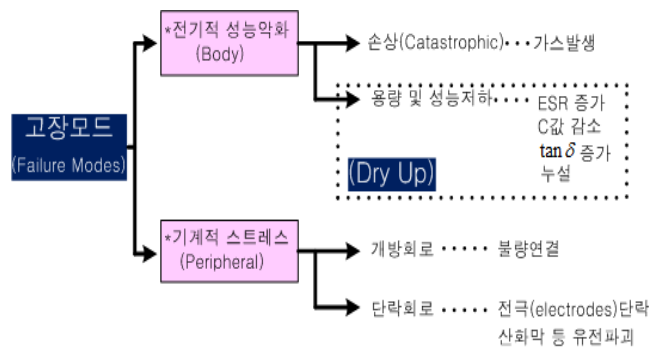 고장모드
(Failure Modes)
*전기적 성능악화
(Body)
손상(Catastrophic)···가스발생
용량 및 성능저하·····ESR 증가
C값 감소
tanδ 증가
누설
(Dry Up)
*기계적 스트레스
(Peripheral)
개방회로 ····· 불량연결
단락회로 ····· 전극(electrodes)단락
산화막 등 유전파괴